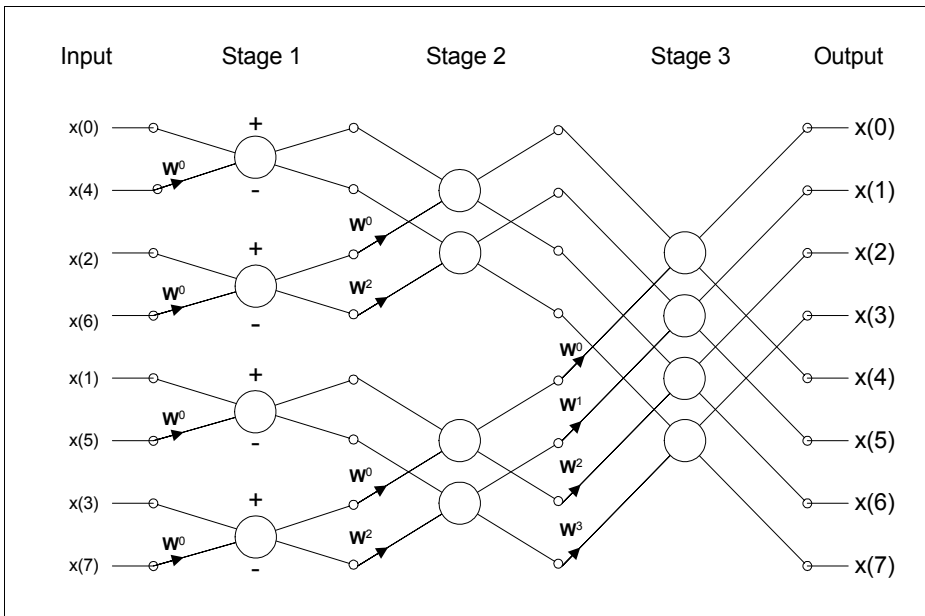 Input Stage 1 Stage 2 Stage 3 Output
x(0) + x(0)
W⁰
x(4) - W⁰ x(1)
x(2) + x(2)
W⁰ W²
x(6) - x(3)
W⁰
x(1) + W¹ x(4)
W⁰
x(5) - W⁰ W² x(5)
x(3) + x(6)
W⁰ W² W³
x(7) - x(7)